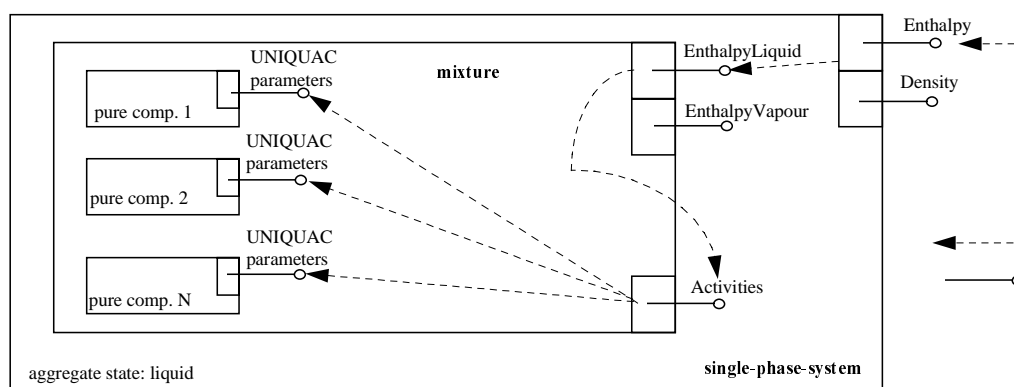 Enthalpy
UNIQUAC
parameters
mixture
EnthalpyLiquid
Density
pure comp. 1
EnthalpyVapour
UNIQUAC
parameters
pure comp. 2
UNIQUAC
parameters
pure comp. N
Activities
aggregate state: liquid
single-phase-system